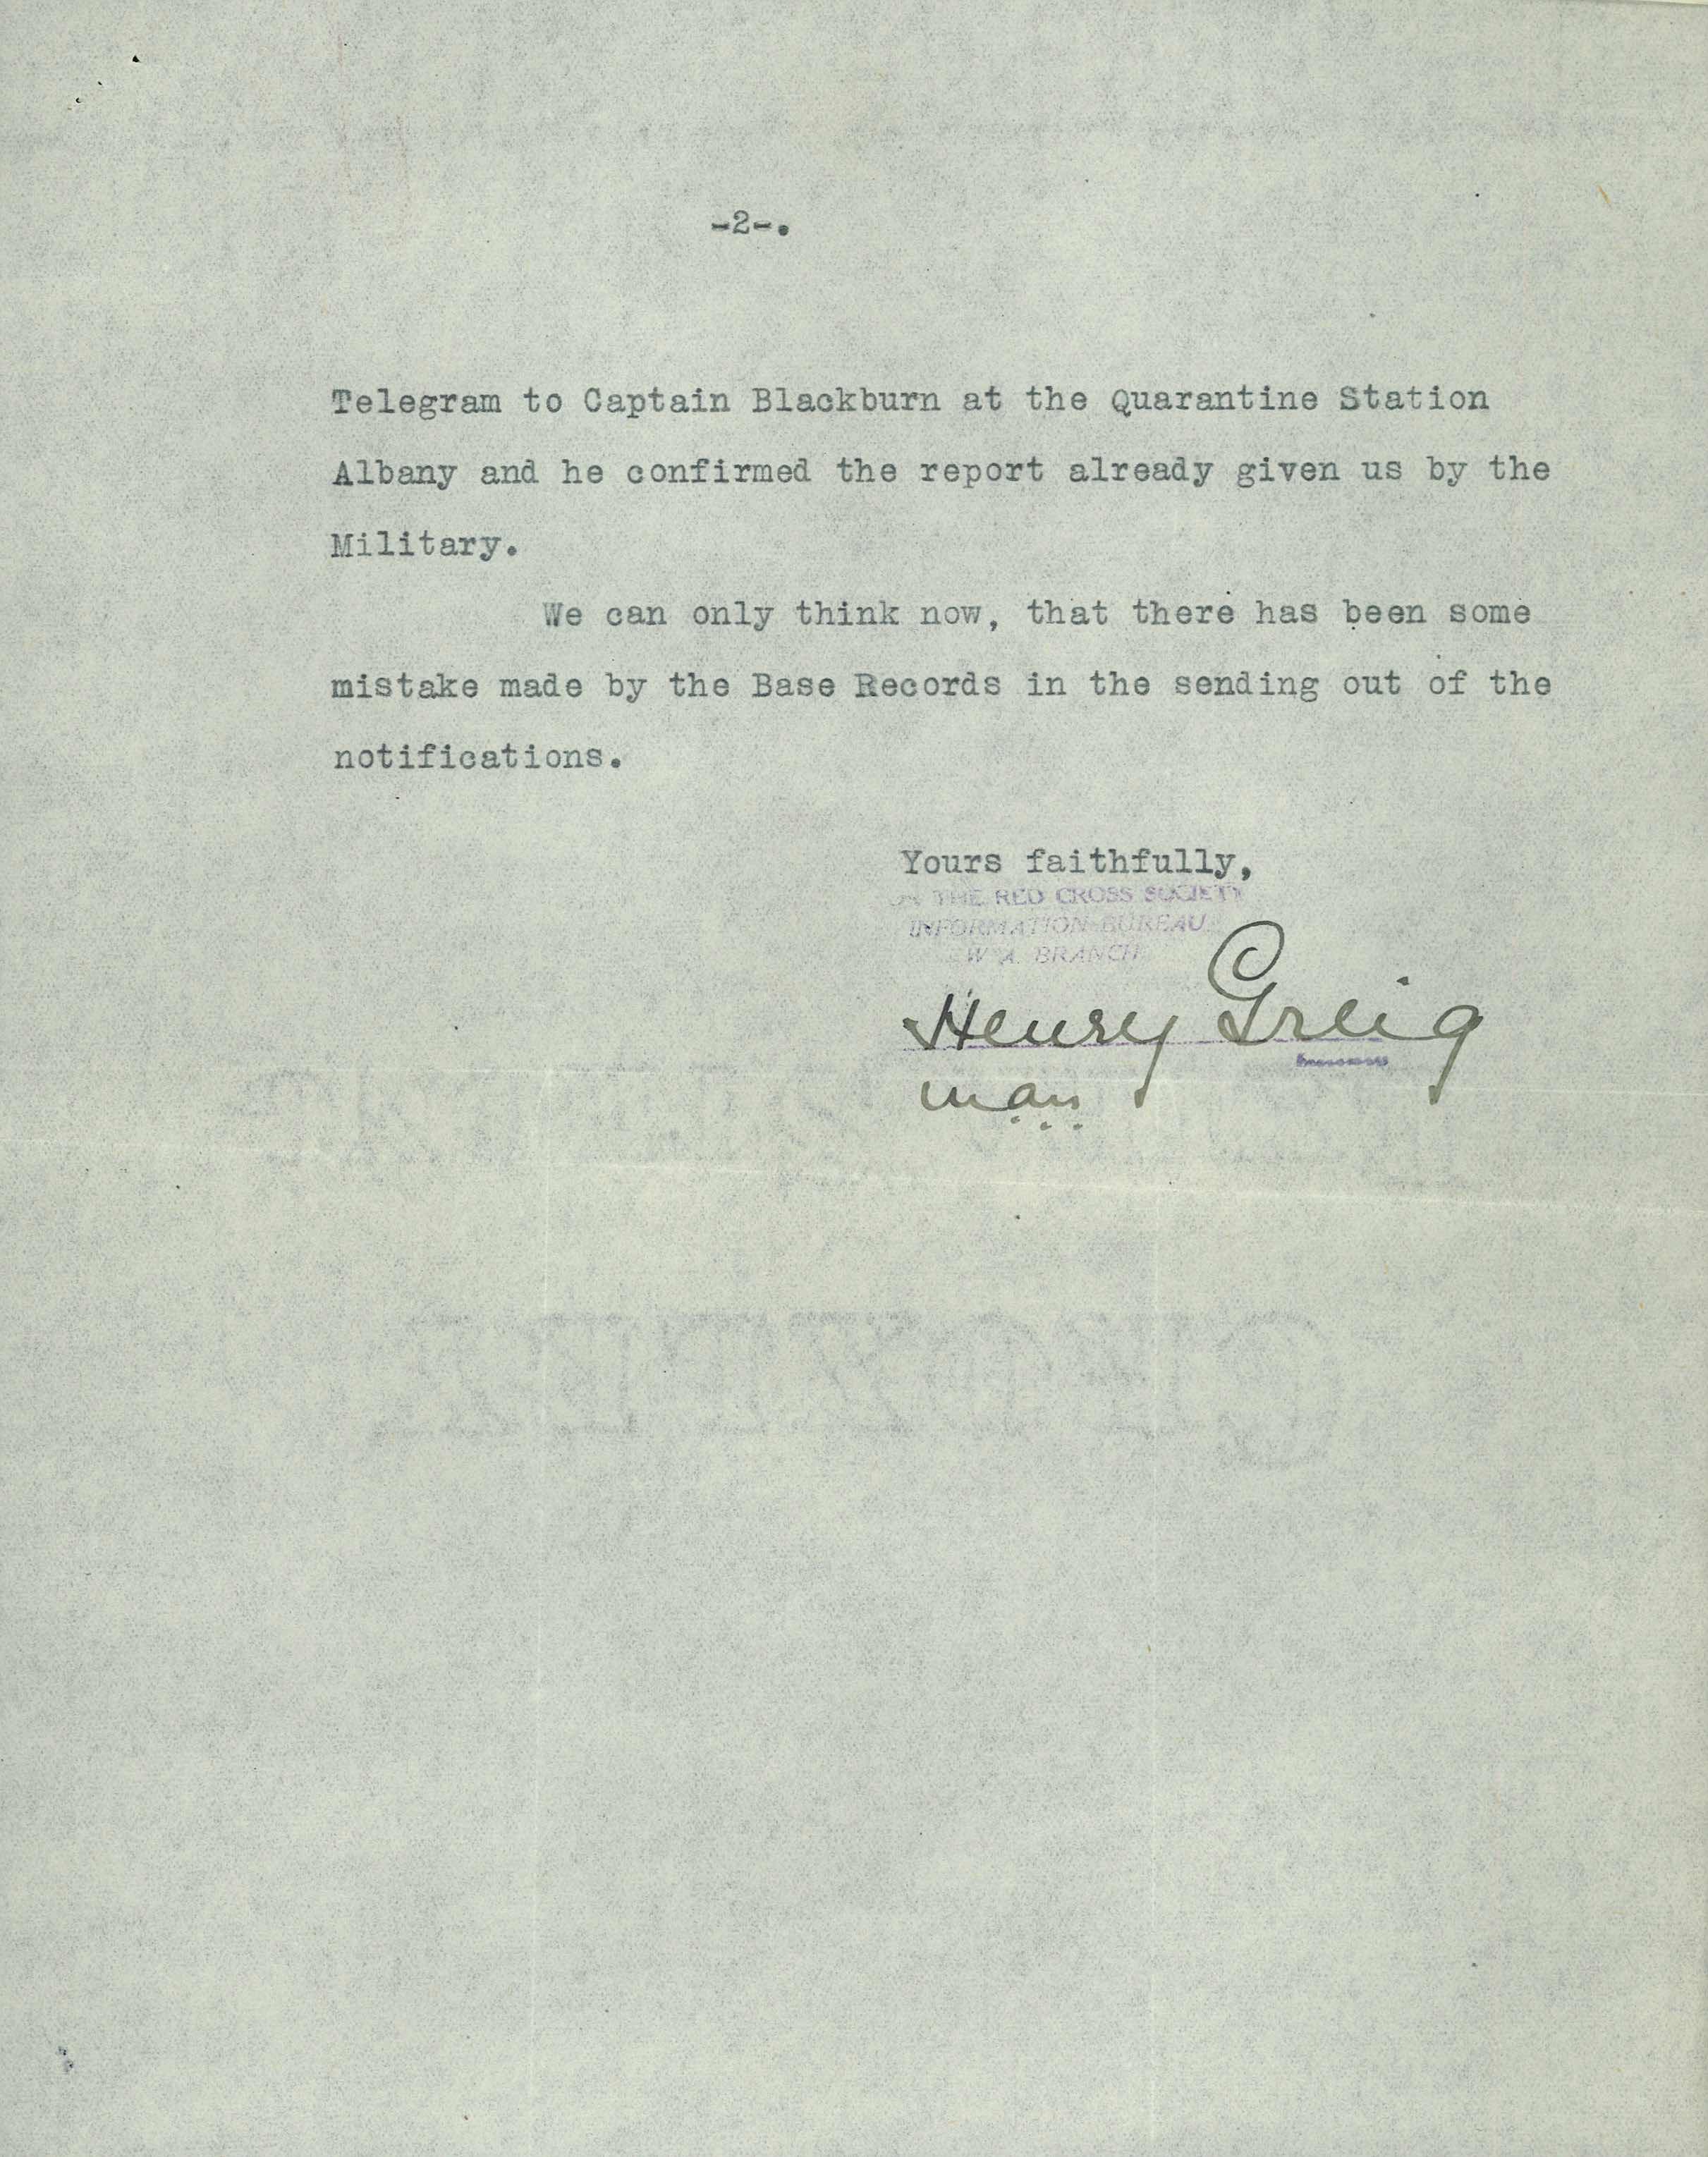 -2-.
Telegram to Captain Blackburn at the Quarantine Station
Albany and he confirmed the report already given us by the
Military.
We can only think now, that there has been some
mistake made by the Base Records in the sending out of the
notifications.
Yours faithfully,
THE RED CROSS SOCIETY
INFORMATION BUREAU
W A. BRANCH
Henry Greig